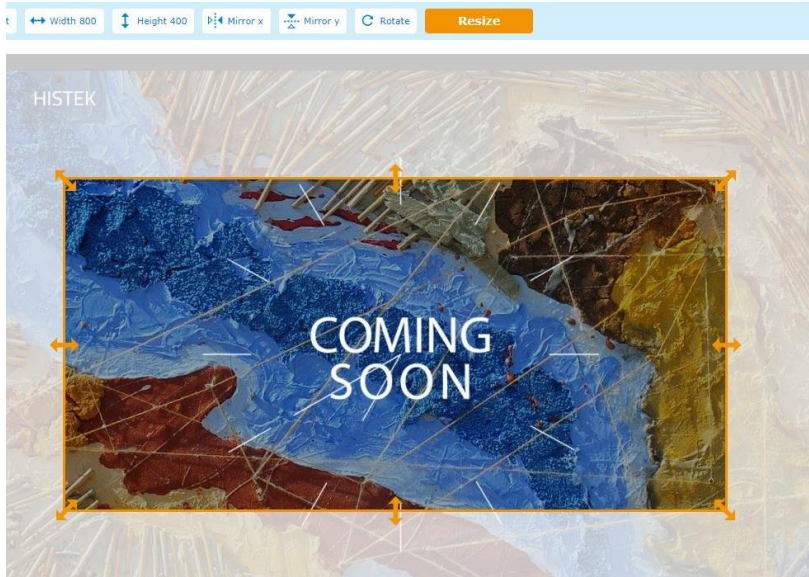 t
Width 800
Height 400
Mirror x
Mirror y
Rotate
Resize
HISTEK
COMING
SOON